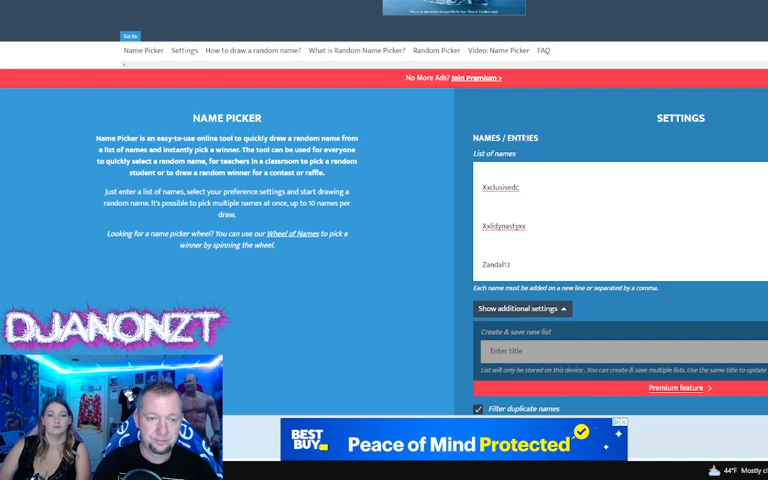 Go to
Name Picker Settings How to draw a random name? What is Random Name Picker? Random Picker Video: Name Picker FAQ
No More Ads? Join Premium >
NAME PICKER
Name Picker is an easy-to-use online tool to quickly draw a random name from
a list of names and instantly pick a winner. The tool can be used for everyone
to quickly select a random name, for teachers in a classroom to pick a random
student or to draw a random winner for a contest or raffle.
Just enter a list of names, select your preference settings and start drawing a
random name. It's possible to pick multiple names at once, up to 10 names per
draw.
Looking for a name picker wheel? You can use our Wheel of Names to pick a
winner by spinning the wheel.
SETTINGS
NAMES / ENTRIES
List of names
Xxclusivedc
Xxlidynastyxx
Zandal13
Each name must be added on a new line or separated by a comma.
Show additional settings
Create & save new list
Enter title
List will only be stored on this device . You can create & save multiple lists. Use the same title to update
Premium feature >
Filter duplicate names
DJANONZT
BEST
BUY
Peace of Mind Protected
44°F Mostly cl